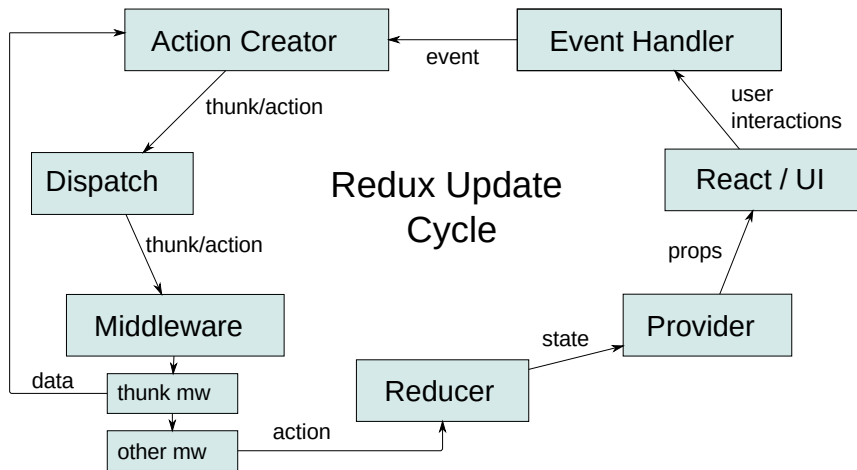 Action Creator
Event Handler
event
user
interactions
thunk/action
Dispatch
Redux Update
Cycle
React / UI
thunk/action
props
Middleware
Provider
state
data
thunk mw
Reducer
other mw
action